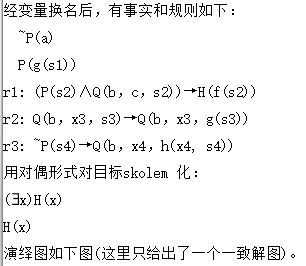 经变量换名后，有事实和规则如下：
~P(a)
P(g(s1))
r1: (P(s2)∧Q(b, c, s2))→H(f(s2))
r2: Q(b, x3, s3)→Q(b, x3, g(s3))
r3: ~P(s4)→Q(b, x4, h(x4, s4))
用对偶形式对目标skolem 化：
(∃x)H(x)
H(x)
演绎图如下图(这里只给出了一个一致解图)。